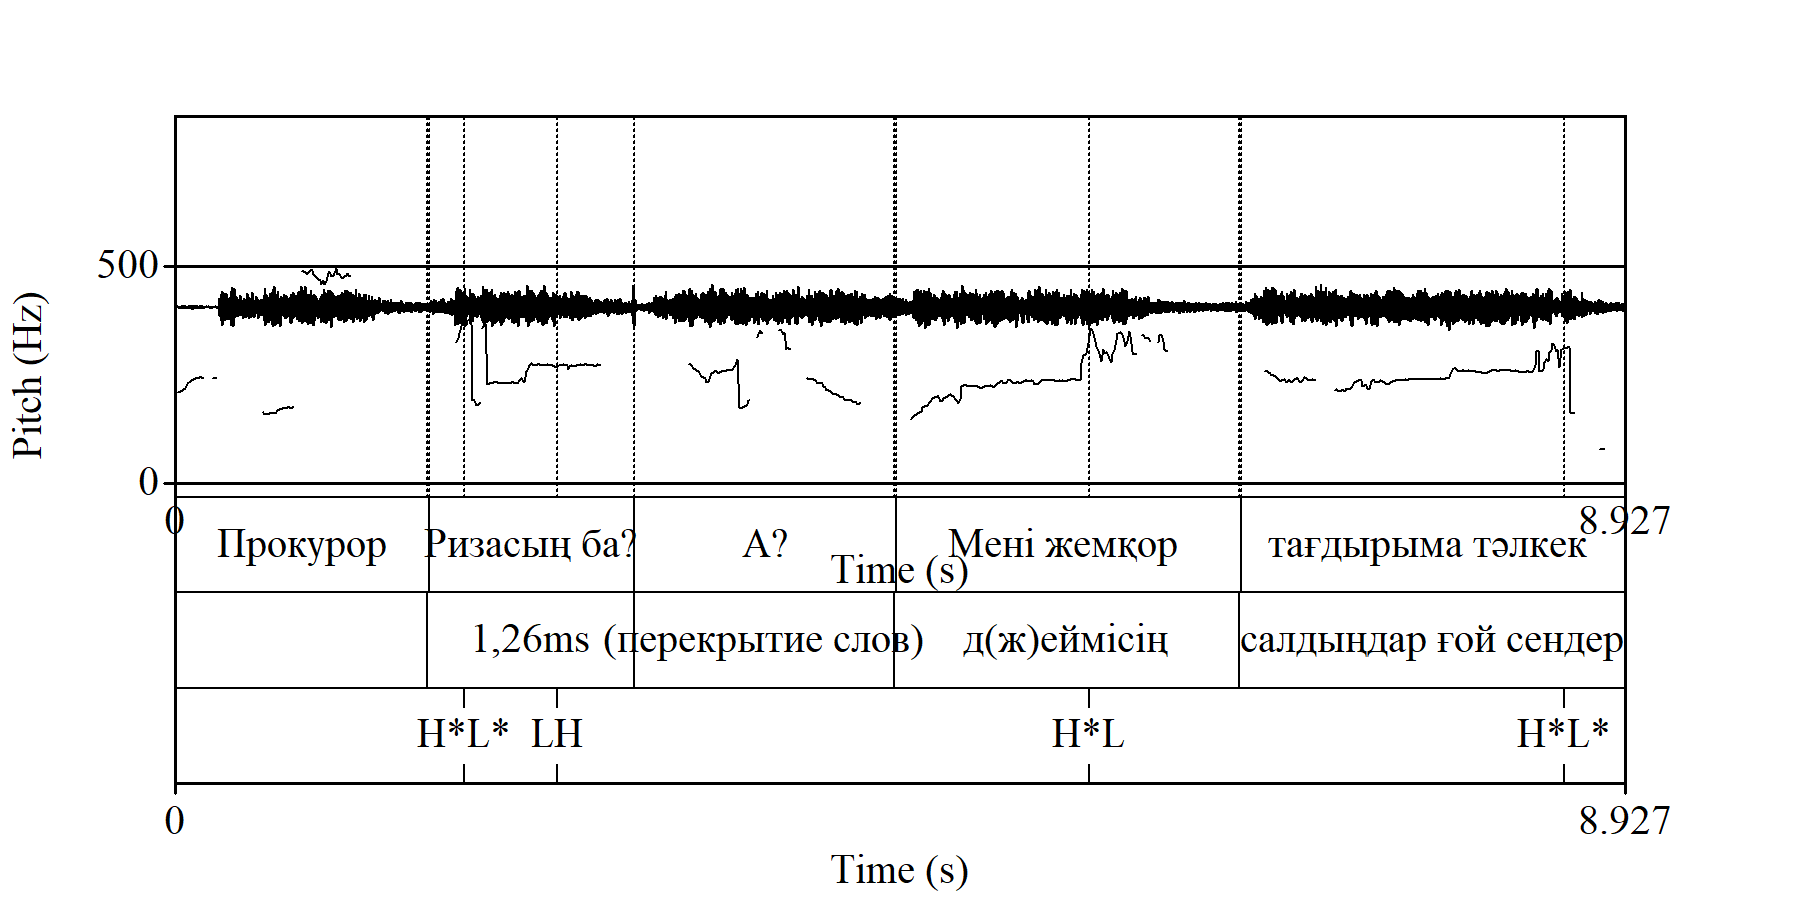 Pitch (Hz)
500
0
0 8.927
Time (s)
Прокурор Ризасың ба? А? Мені жемқор тағдырыма тәлкек
1,26ms (перекрытие слов) д(ж)еймісің салдыңдар ғой сендер
H*L* LH H*L H*L*
0 8.927
Time (s)